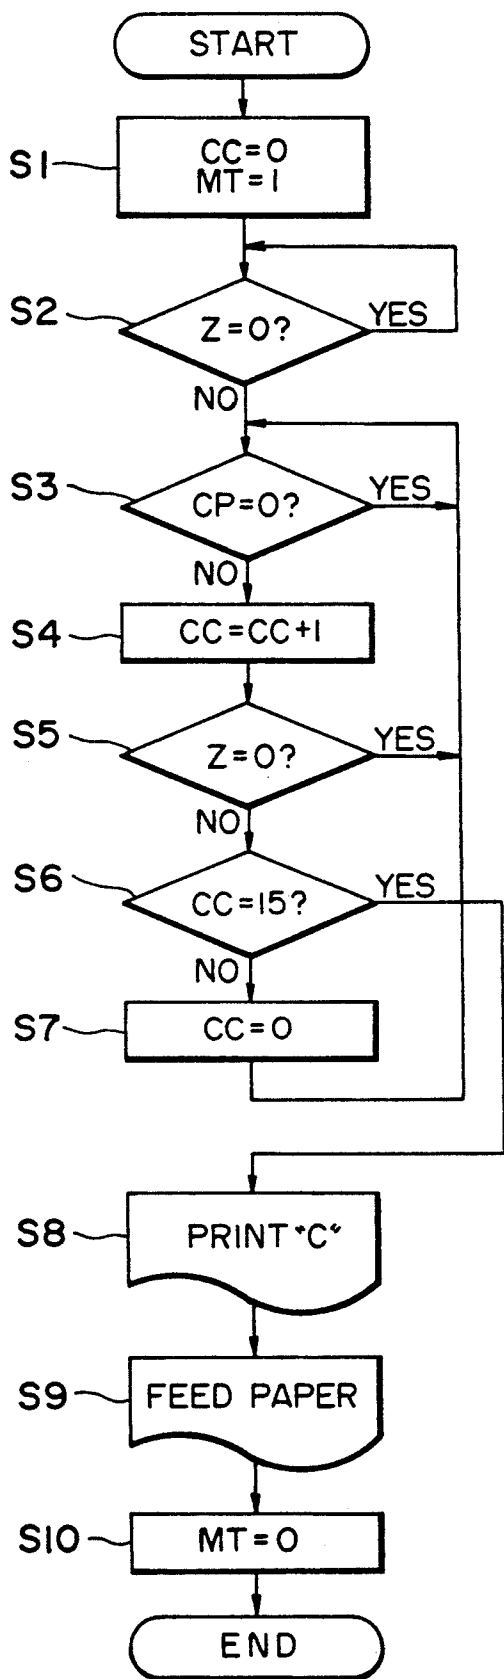 START
S1
CC=0
MT=1
S2
Z=0?
YES
NO
S3
CP=0?
YES
NO
S4
CC=CC+1
S5
Z=0?
YES
NO
S6
CC=15?
YES
NO
S7
CC=0
S8
PRINT "C"
S9
FEED PAPER
S10
MT=0
END